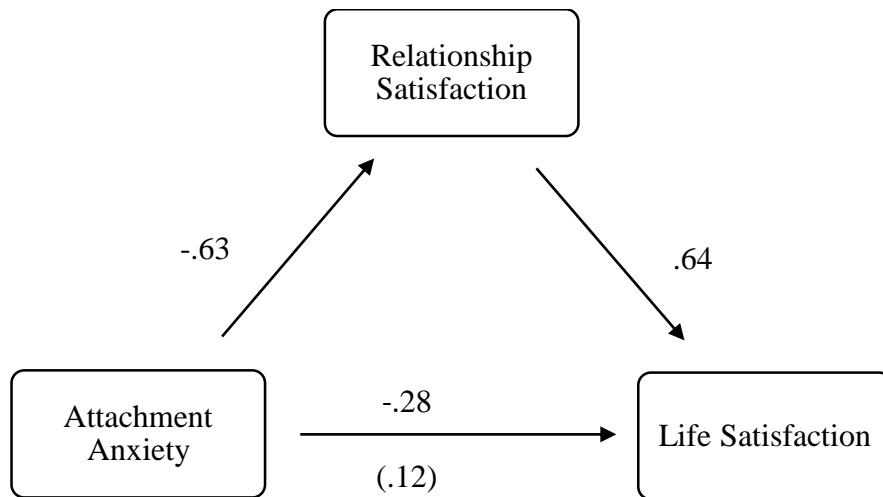 Relationship
Satisfaction
-.63
.64
Attachment
Anxiety
-.28
(.12)
Life Satisfaction